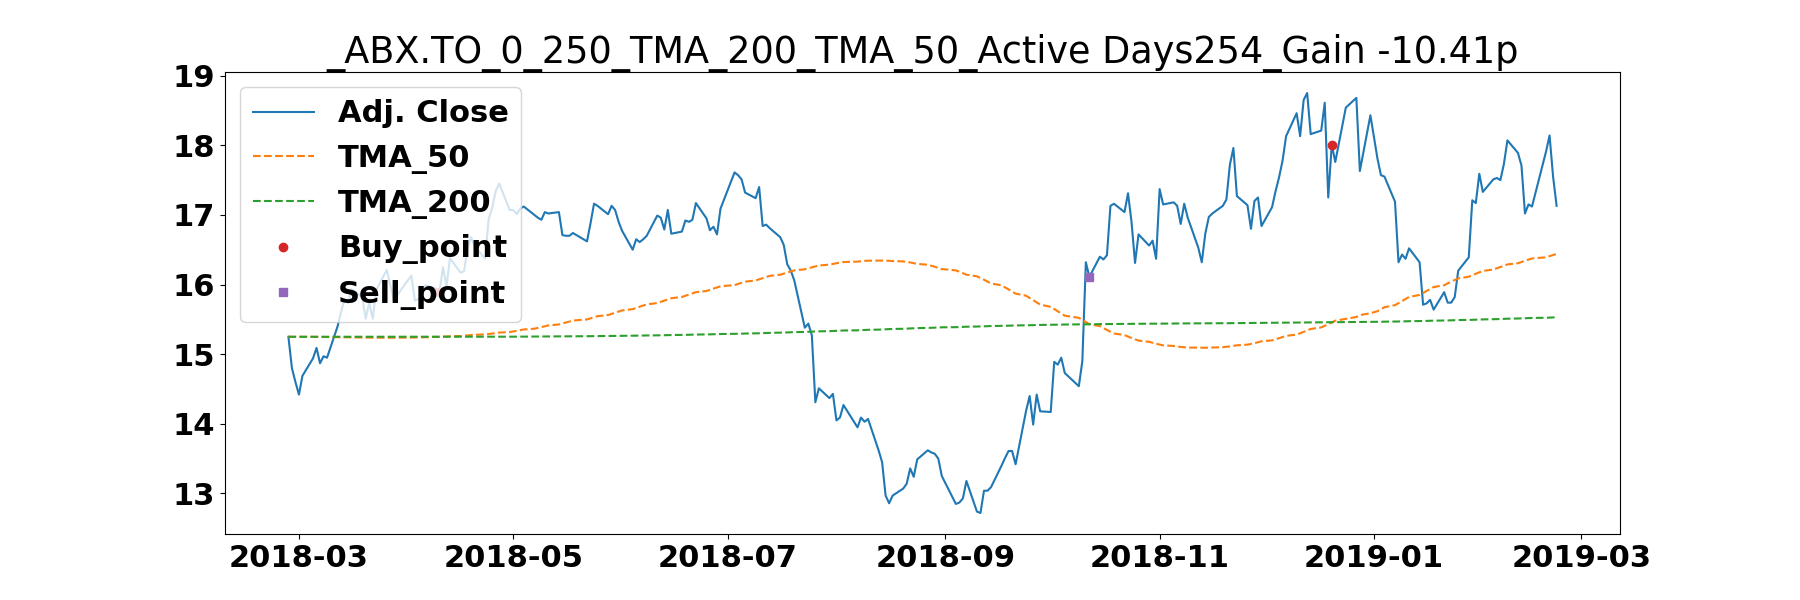 _ABX.TO_0_250_TMA_200_TMA_50_Active Days254_Gain -10.41p
19
18
17
16
15
14
13
Adj. Close
TMA_50
TMA_200
Buy_point
Sell_point
2018-03 2018-05 2018-07 2018-09 2018-11 2019-01 2019-03